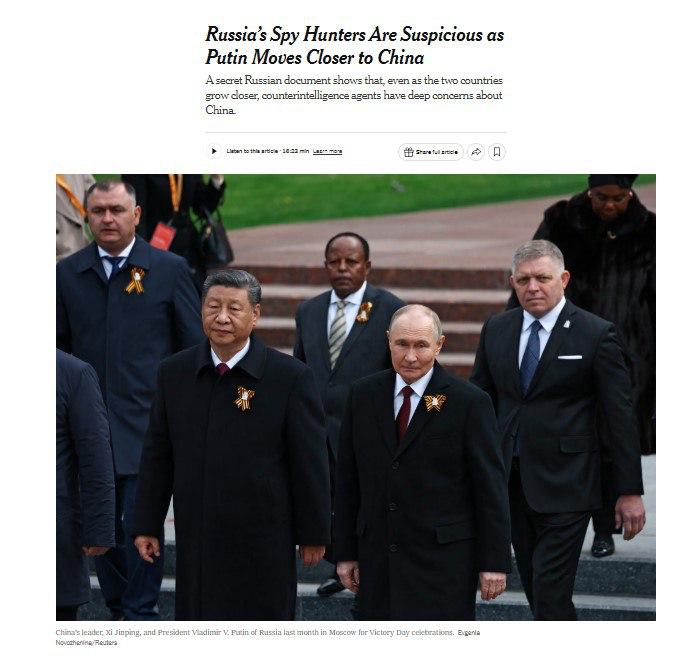 Russia's Spy Hunters Are Suspicious as
Putin Moves Closer to China
A secret Russian document shows that, even as the two countries
grow closer, counterintelligence agents have deep concerns about
China.
Listen to this article · 16:23 min Learn more
Share full article
China's leader, Xi Jinping, and President Vladimir V. Putin of Russia last month in Moscow for Victory Day celebrations. Evgenia
Novozhenina/Reuters